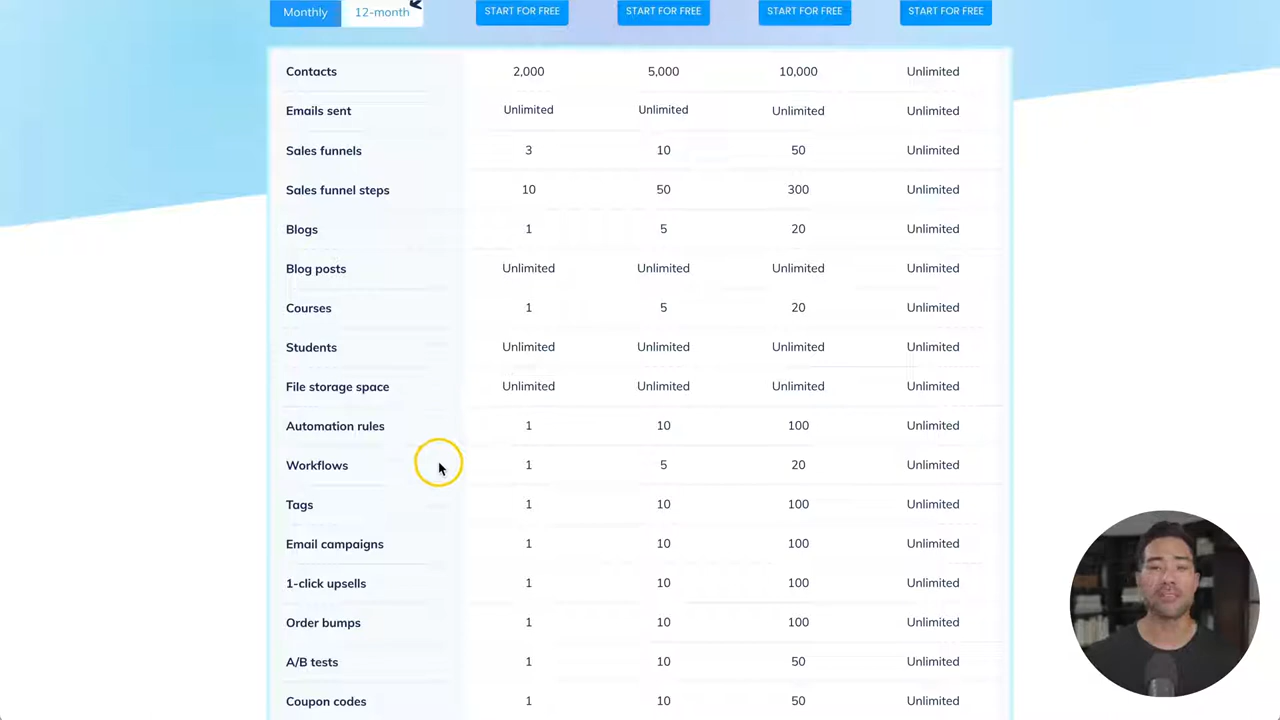 Monthly 12-month START FOR FREE START FOR FREE START FOR FREE START FOR FREE
Contacts 2,000 5,000 10,000 Unlimited
Emails sent Unlimited Unlimited Unlimited Unlimited
Sales funnels 3 10 50 Unlimited
Sales funnel steps 10 50 300 Unlimited
Blogs 1 5 20 Unlimited
Blog posts Unlimited Unlimited Unlimited Unlimited
Courses 1 5 20 Unlimited
Students Unlimited Unlimited Unlimited Unlimited
File storage space Unlimited Unlimited Unlimited Unlimited
Automation rules 1 10 100 Unlimited
Workflows 1 5 20 Unlimited
Tags 1 10 100 Unlimited
Email campaigns 1 10 100 Unlimited
1-click upsells 1 10 100 Unlimited
Order bumps 1 10 100 Unlimited
A/B tests 1 10 50 Unlimited
Coupon codes 1 10 50 Unlimited